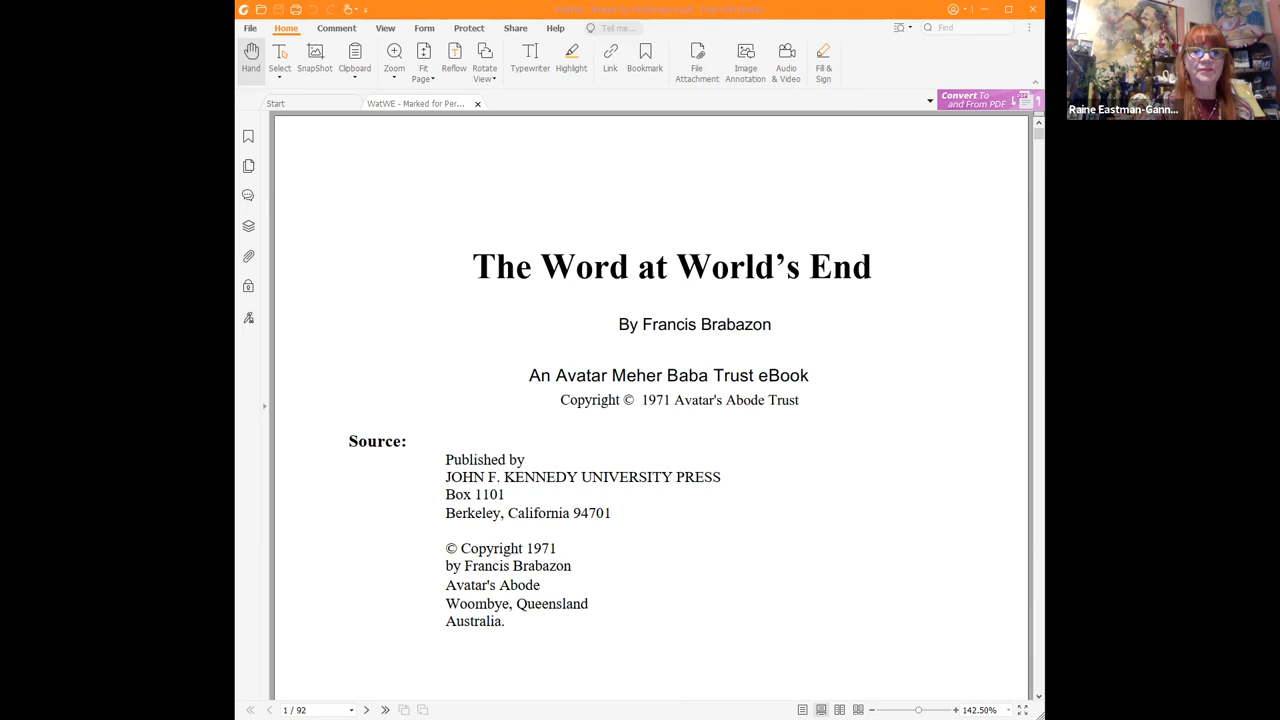 File Home Comment View Form Protect Share Help Tell me... Find
Hand Select SnapShot Clipboard Zoom Fit Page Reflow Rotate View Typewriter Highlight Link Bookmark File Attachment Image Annotation Audio & Video Fill & Sign
Start WatWE - Marked for Per... Convert To and From PDF
Raine Eastman-Gann...
The Word at World's End
By Francis Brabazon
An Avatar Meher Baba Trust eBook
Copyright © 1971 Avatar's Abode Trust
Source:
Published by
JOHN F. KENNEDY UNIVERSITY PRESS
Box 1101
Berkeley, California 94701
© Copyright 1971
by Francis Brabazon
Avatar's Abode
Woombye, Queensland
Australia.
1 / 92 142.50%